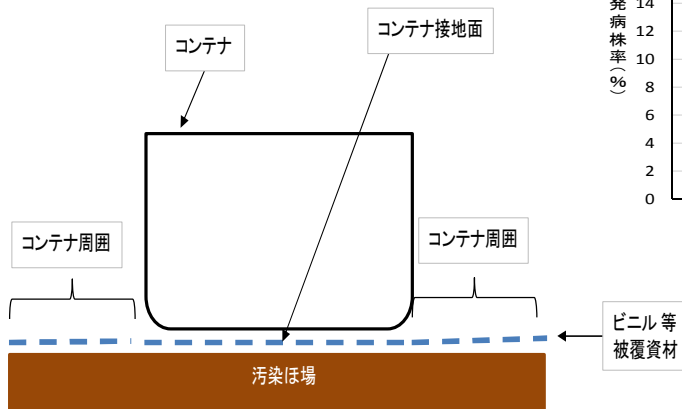 コンテナ
コンテナ接地面
コンテナ周囲
コンテナ周囲
ビニル等
被覆資材
汚染ほ場
発病株率(%)
14
12
10
8
6
4
2
0